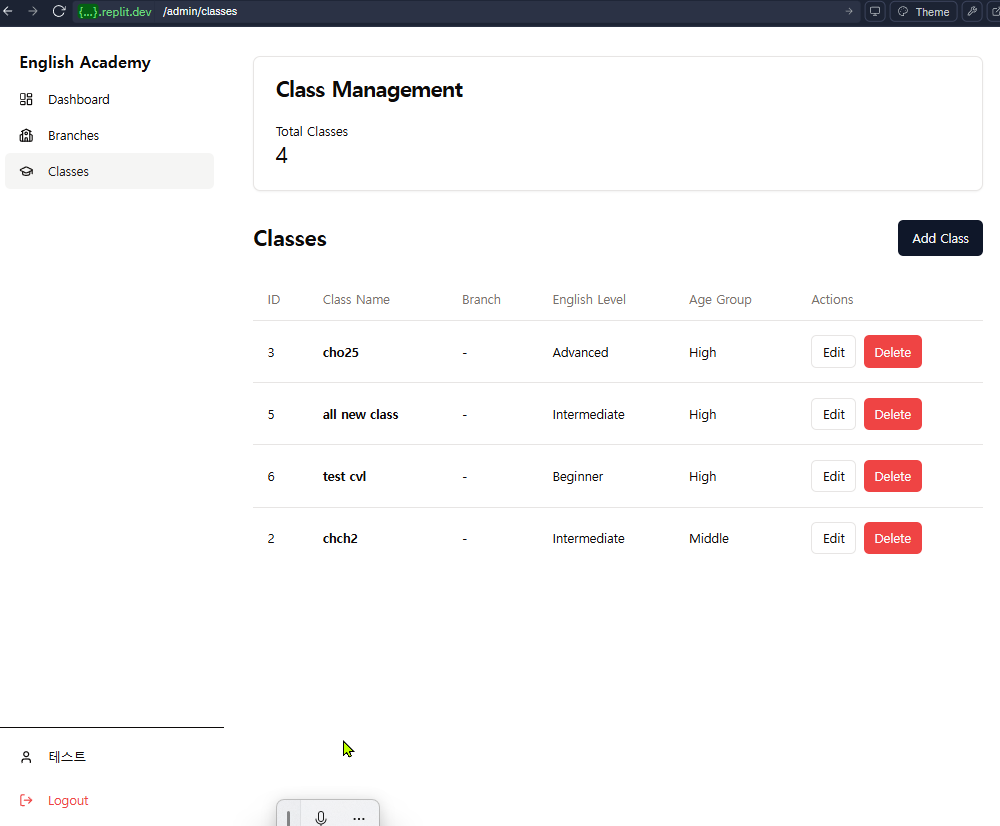 {...}.replit.dev /admin/classes Theme
English Academy
Dashboard
Branches
Classes
Class Management
Total Classes
4
Classes
Add Class
ID Class Name Branch English Level Age Group Actions
3 cho25 - Advanced High Edit Delete
5 all new class - Intermediate High Edit Delete
6 test cvl - Beginner High Edit Delete
2 chch2 - Intermediate Middle Edit Delete
테스트
Logout